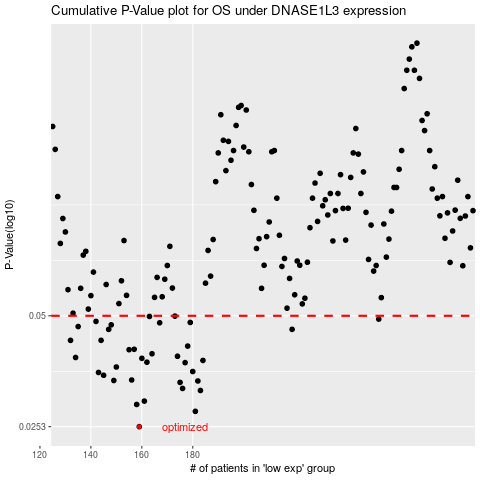 Cumulative P-Value plot for OS under DNASE1L3 expression
P-Value(log10)
0.05
0.0253
optimized
120 140 160 180
# of patients in 'low exp' group